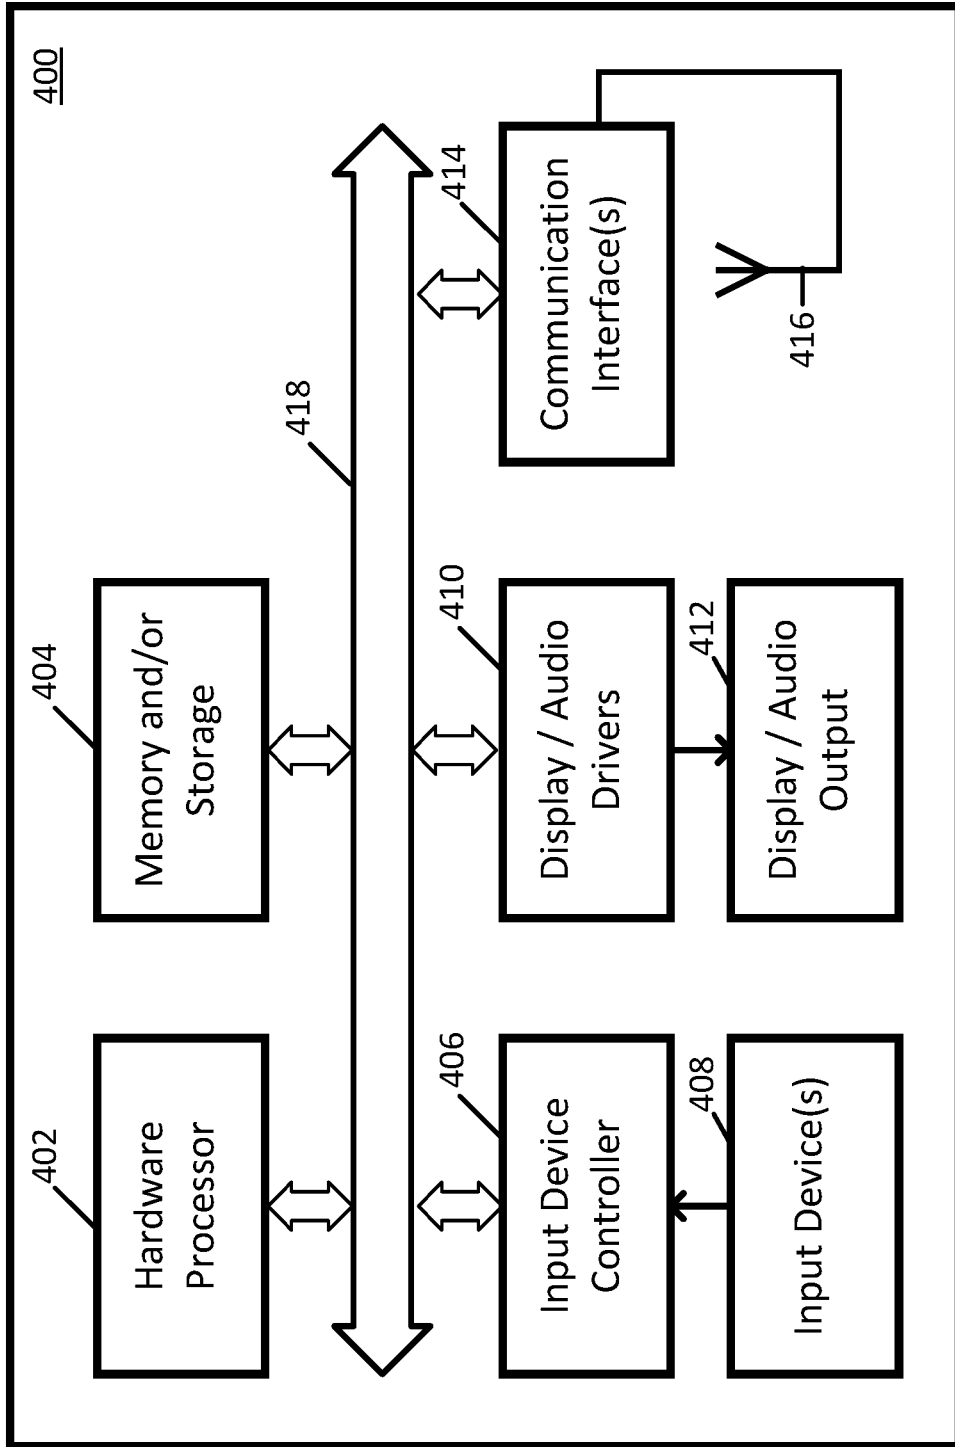 400
402
Hardware
Processor
404
Memory and/or
Storage
418
406
Input Device
Controller
410
Display / Audio
Drivers
414
Communication
Interface(s)
408
Input Device(s)
412
Display / Audio
Output
416